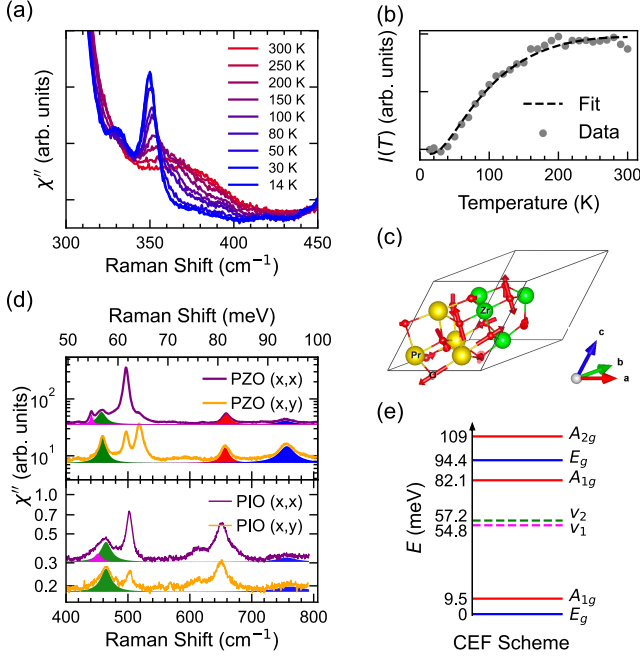 (a)
χ″ (arb. units)
300 K
250 K
200 K
150 K
100 K
80 K
50 K
30 K
14 K
300 350 400 450
Raman Shift (cm⁻¹)
(b)
I(T) (arb. units)
Fit
Data
0 100 200 300
Temperature (K)
(c)
Zr
Pr
O
c
b
a
(d)
Raman Shift (meV)
50 60 70 80 90 100
χ″ (arb. units)
10²
10¹
PZO (x,x)
PZO (x,y)
1.0
0.7
0.5
0.3
0.2
PIO (x,x)
PIO (x,y)
400 500 600 700 800
Raman Shift (cm⁻¹)
(e)
E (meV)
109 A₂g
94.4 Eg
82.1 A₁g
57.2 v₂
54.8 v₁
9.5 A₁g
0 Eg
CEF Scheme